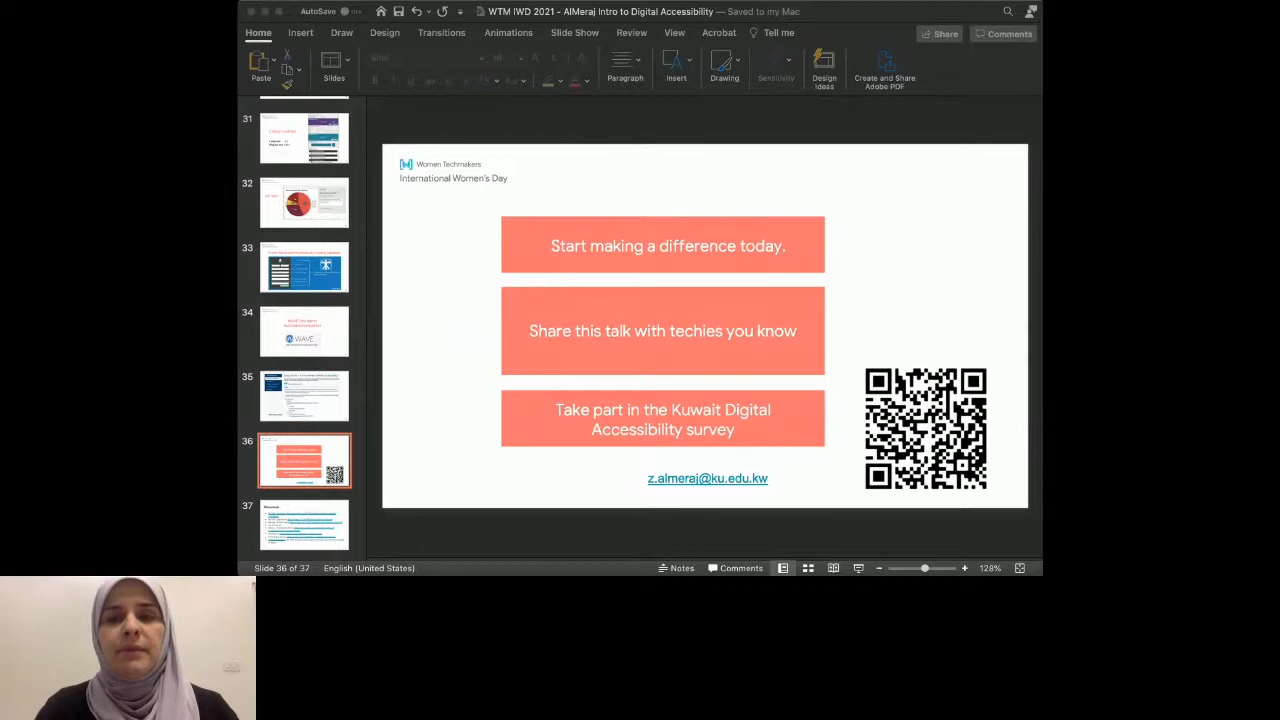 AutoSave
WTM IWD 2021 - AlMeraj Intro to Digital Accessibility — Saved to my Mac
Home Insert Draw Design Transitions Animations Slide Show Review View Acrobat Tell me
Share Comments
Paste Slides Paragraph Insert Drawing Sensitivity Design Ideas Create and Share Adobe PDF
31
32
33
34
WAVE
35
36
37
Women Techmakers
International Women's Day
Start making a difference today.
Share this talk with techies you know
Take part in the Kuwait Digital
Accessibility survey
z.almeraj@ku.edu.kw
Slide 36 of 37 English (United States) Notes Comments 128%